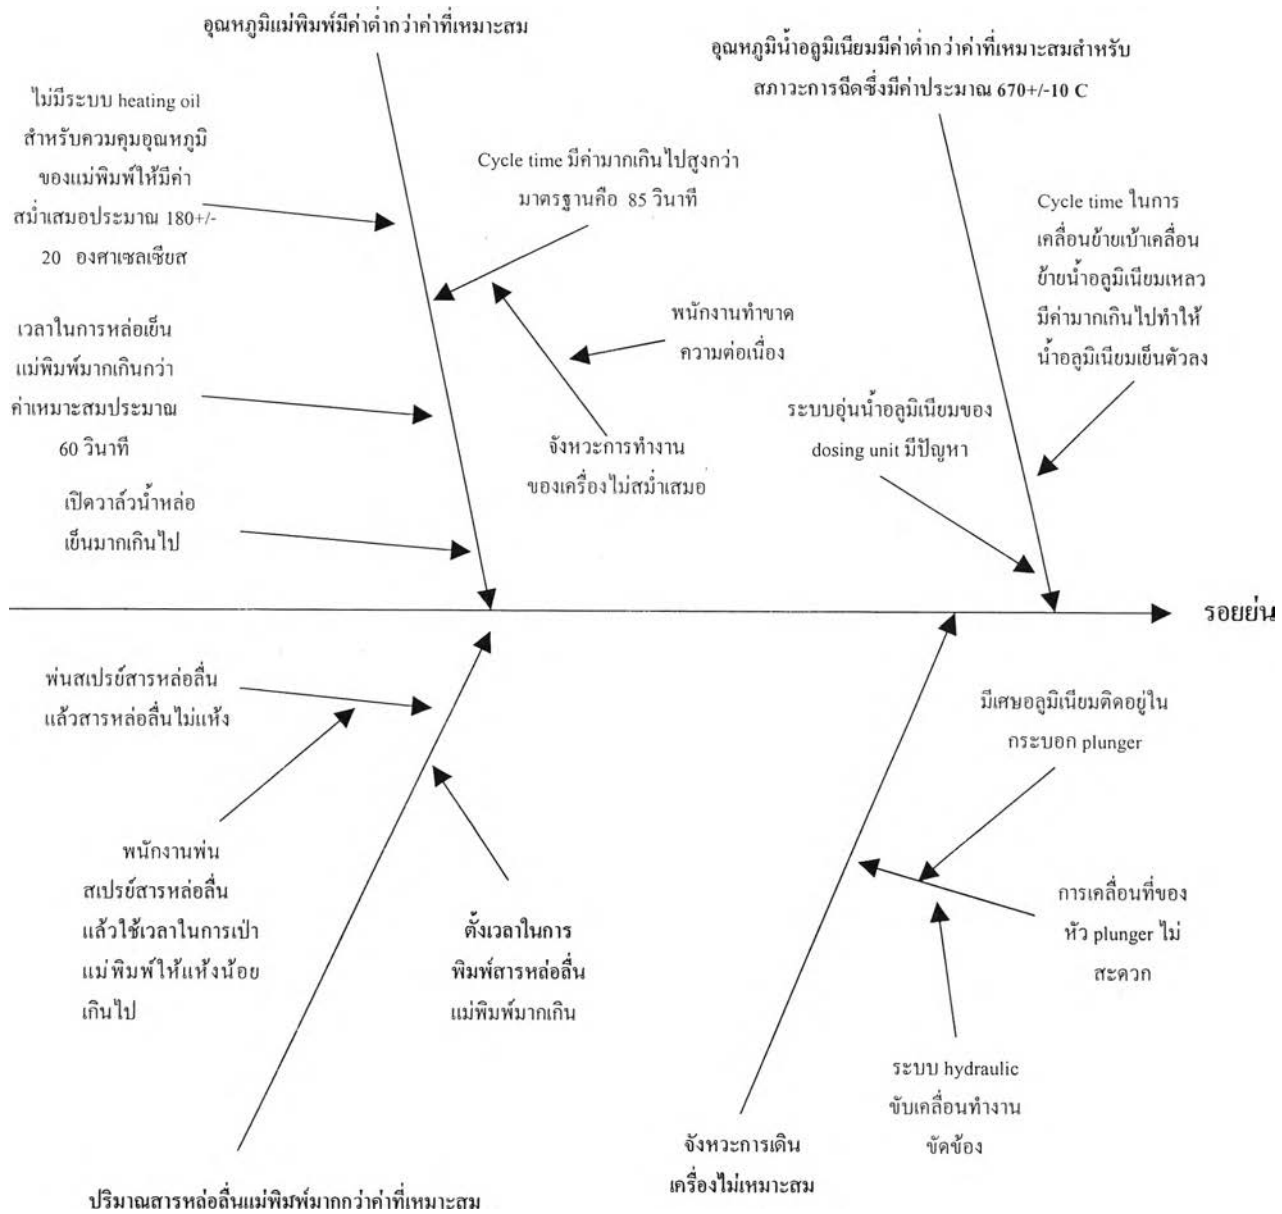 อุณหภูมิแม่พิมพ์มีค่าต่ำกว่าค่าที่เหมาะสม
อุณหภูมิน้ำอลูมิเนียมมีค่าต่ำกว่าค่าที่เหมาะสมสำหรับ
สภาวะการฉีดซึ่งมีค่าประมาณ 670+/-10 C
ไม่มีระบบ heating oil
สำหรับควมคุมอุณหภูมิ
ของแม่พิมพ์ให้มีค่า
สม่ำเสมอประมาณ 180+/-
20 องศาเซลเซียส
Cycle time มีค่ามากเกินไปสูงกว่า
มาตรฐานคือ 85 วินาที
Cycle time ในการ
เคลื่อนย้ายเบ้าเคลื่อน
ย้ายน้ำอลูมิเนียมเหลว
มีค่ามากเกินไปทำให้
น้ำอลูมิเนียมเย็นตัวลง
พนักงานทำขาด
ความต่อเนื่อง
เวลาในการหล่อเย็น
แม่พิมพ์มากเกินกว่า
ค่าเหมาะสมประมาณ
60 วินาที
ระบบอุ่นน้ำอลูมิเนียมของ
dosing unit มีปัญหา
จังหวะการทำงาน
ของเครื่องไม่สม่ำเสมอ
เปิดวาล์วน้ำหล่อ
เย็นมากเกินไป
รอยย่น
พ่นสเปรย์สารหล่อลื่น
แล้วสารหล่อลื่นไม่แห้ง
มีเศษอลูมิเนียมติดอยู่ใน
กระบอก plunger
พนักงานพ่น
สเปรย์สารหล่อลื่น
แล้วใช้เวลาในการเป่า
แม่พิมพ์ให้แห้งน้อย
เกินไป
ตั้งเวลาในการ
พิมพ์สารหล่อลื่น
แม่พิมพ์มากเกิน
การเคลื่อนที่ของ
หัว plunger ไม่
สะดวก
ระบบ hydraulic
ขับเคลื่อนทำงาน
ขัดข้อง
จังหวะการเดิน
เครื่องไม่เหมาะสม
ปริมาณสารหล่อลื่นแม่พิมพ์มากกว่าค่าที่เหมาะสม